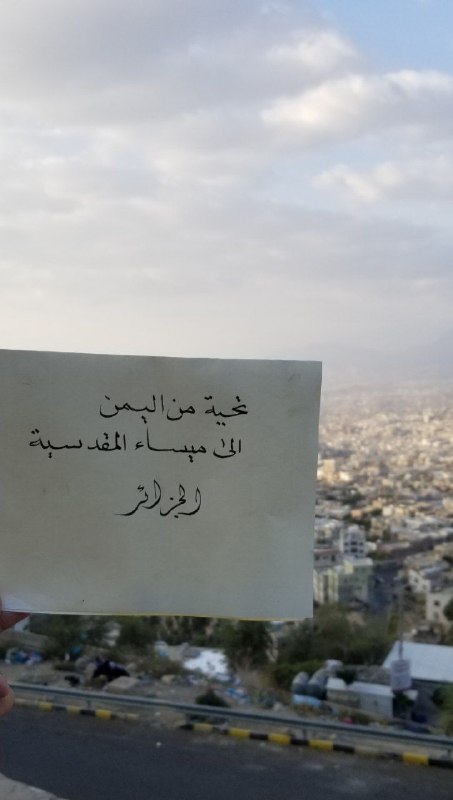 تحية من اليمن
الى ميساء المقدسية
الجزائر